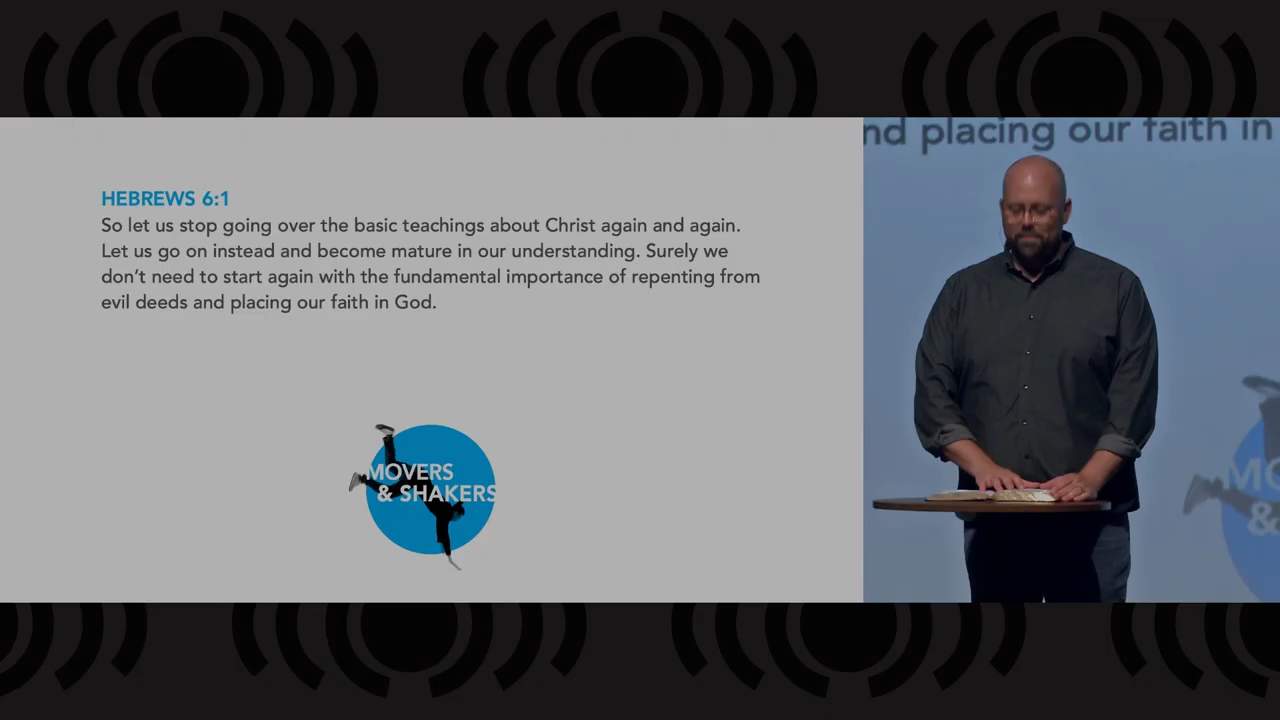 HEBREWS 6:1
So let us stop going over the basic teachings about Christ again and again.
Let us go on instead and become mature in our understanding. Surely we
don't need to start again with the fundamental importance of repenting from
evil deeds and placing our faith in God.
MOVERS
& SHAKERS
nd placing our faith in
MO
&